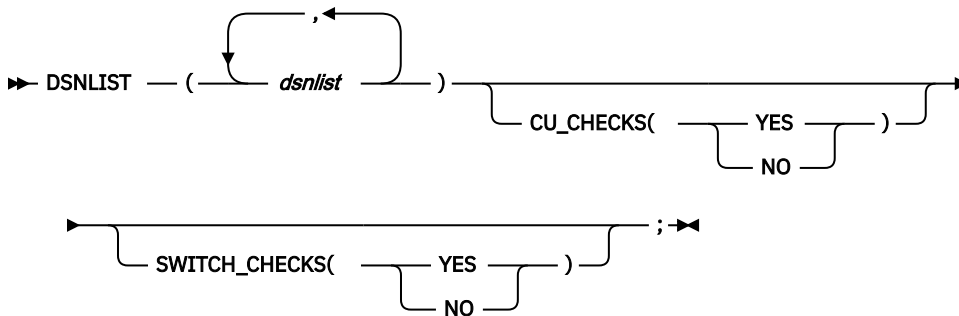 ,
DSNLIST ( dsnlist )
CU_CHECKS( YES )
NO
SWITCH_CHECKS( YES )
NO
;